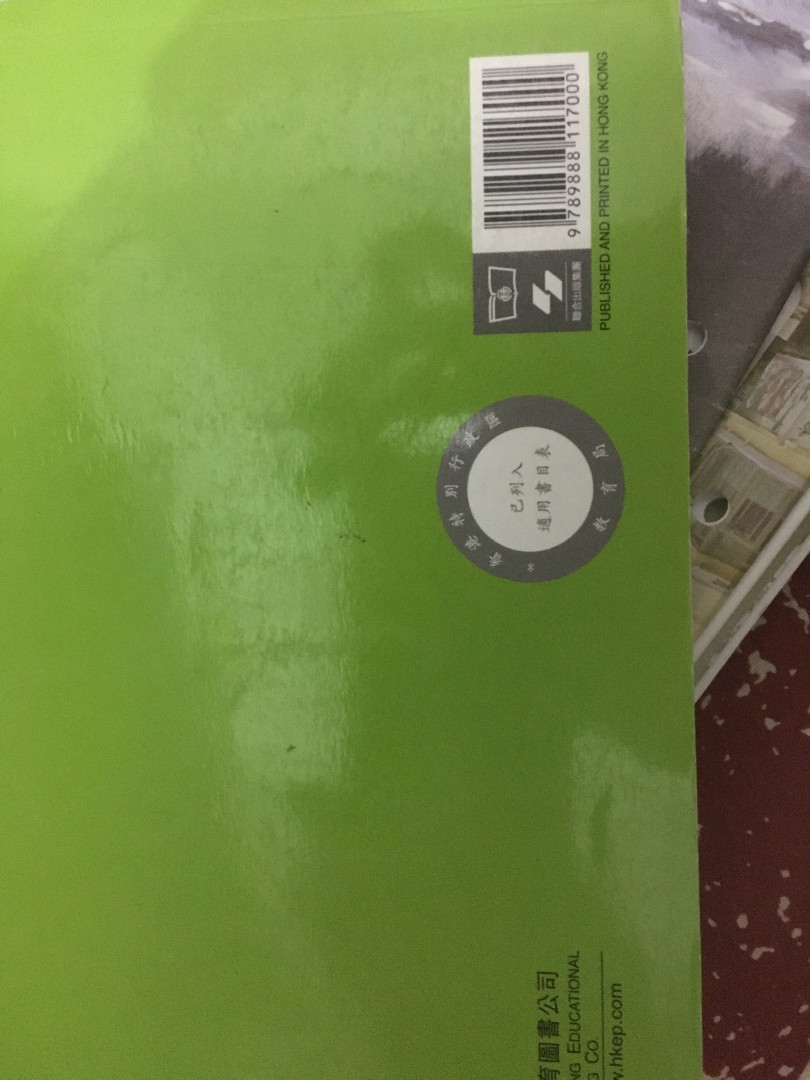 9 789888 117000
聯合出版集團
PUBLISHED AND PRINTED IN HONG KONG
香港特別行政區
教育局
已列入
適用書目表
育圖書公司
NG EDUCATIONAL
G CO.
w.hkep.com